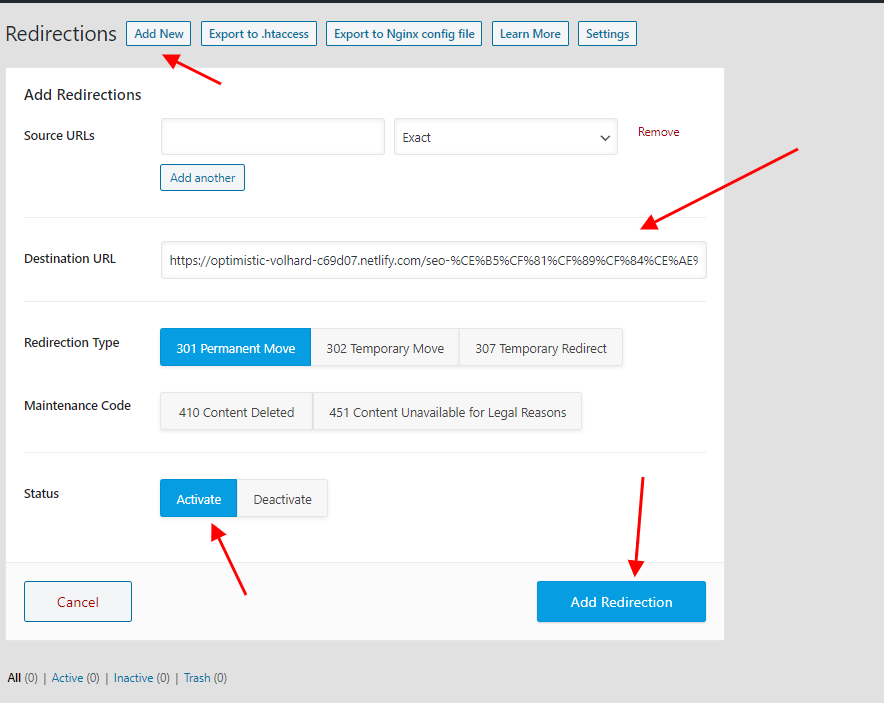 Redirections Add New Export to .htaccess Export to Nginx config file Learn More Settings
Add Redirections
Source URLs Exact Remove
Add another
Destination URL https://optimistic-volhard-c69d07.netlify.com/seo-%CE%B5%CF%81%CF%89%CF%84%CE%AE%
Redirection Type 301 Permanent Move 302 Temporary Move 307 Temporary Redirect
Maintenance Code 410 Content Deleted 451 Content Unavailable for Legal Reasons
Status Activate Deactivate
Cancel Add Redirection
All (0) | Active (0) | Inactive (0) | Trash (0)